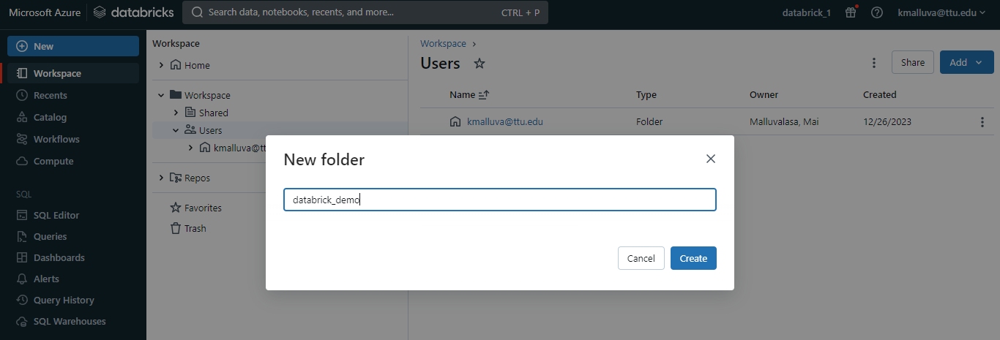 Microsoft Azure databricks Search data, notebooks, recents, and more... CTRL + P databrick_1 kmalluva@ttu.edu
New
Workspace
Recents
Catalog
Workflows
Compute
SQL
SQL Editor
Queries
Dashboards
Alerts
Query History
SQL Warehouses
Workspace
Home
Workspace
Shared
Users
kmalluva@tt
Repos
Favorites
Trash
Workspace
Users Share Add
Name Type Owner Created
kmalluva@ttu.edu Folder Malluvalasa, Mai 12/26/2023
New folder
databrick_demo
Cancel Create